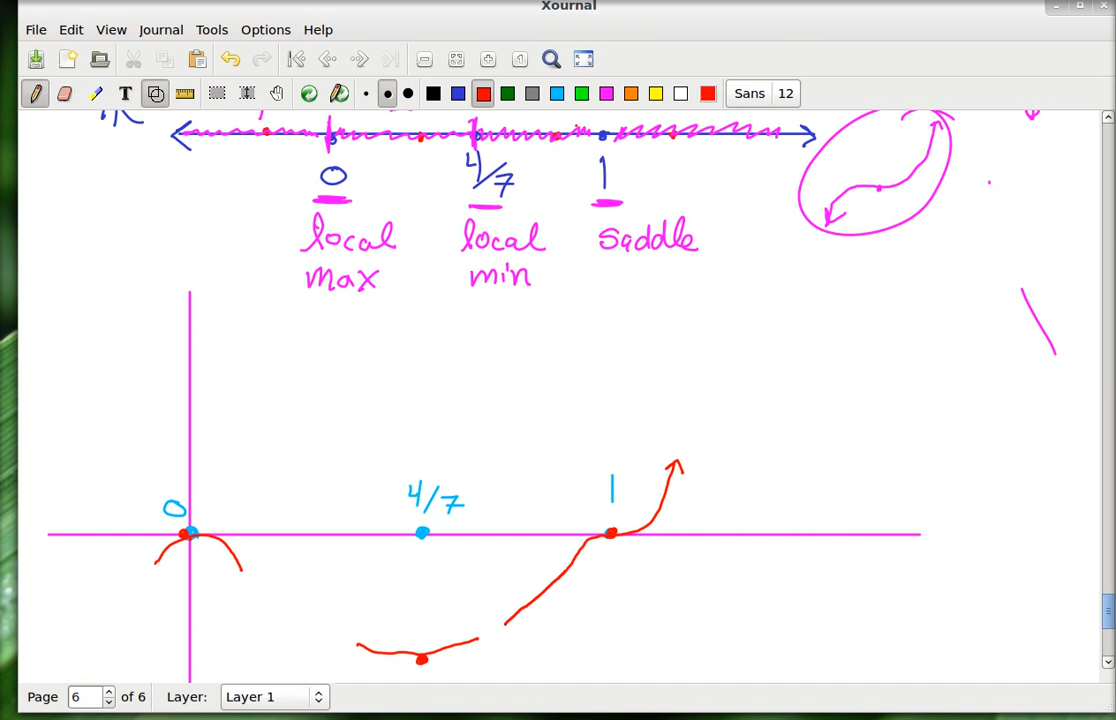 Xournal
File Edit View Journal Tools Options Help
T Sans 12
0 4/7 1
local local saddle
max min
0 4/7 1
Page 6 of 6 Layer: Layer 1